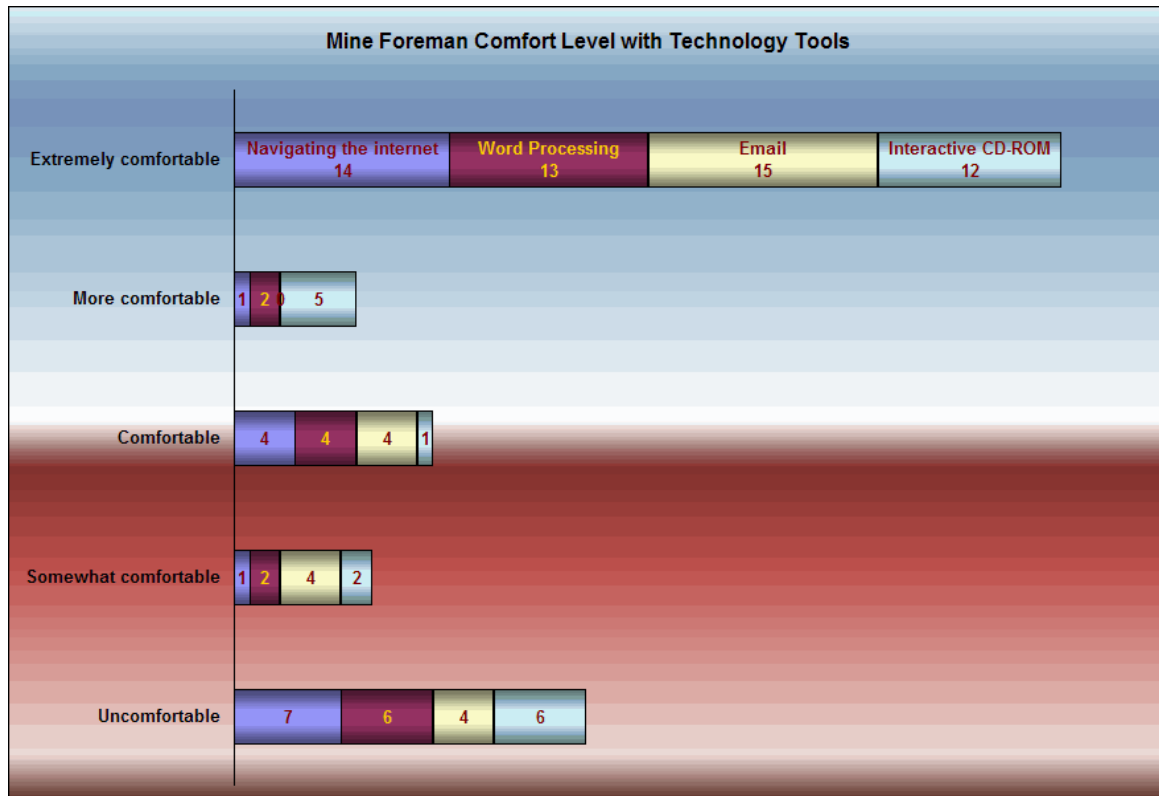 Mine Foreman Comfort Level with Technology Tools
Extremely comfortable
Navigating the internet
14
Word Processing
13
Email
15
Interactive CD-ROM
12
More comfortable
1 2 0 5
Comfortable
4 4 4 1
Somewhat comfortable
1 2 4 2
Uncomfortable
7 6 4 6